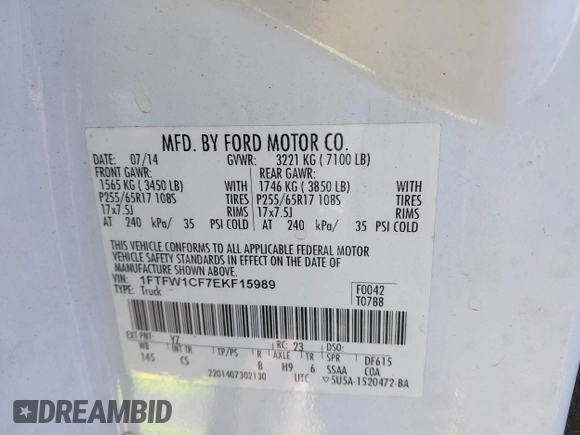 MFD. BY FORD MOTOR CO.
DATE: 07/14 GVWR: 3221 KG ( 7100 LB)
FRONT GAWR: REAR GAWR:
1565 KG ( 3450 LB) WITH 1746 KG ( 3850 LB) WITH
P255/65R17 108S TIRES P255/65R17 108S TIRES
17x7.5J RIMS 17x7.5J RIMS
AT 240 kPa/ 35 PSI COLD AT 240 kPa/ 35 PSI COLD
THIS VEHICLE CONFORMS TO ALL APPLICABLE FEDERAL MOTOR
VEHICLE SAFETY STANDARDS IN EFFECT ON THE DATE OF
MANUFACTURE SHOWN ABOVE.
VIN: 1FTFW1CF7EKF15989 F0042
TYPE: Truck T0788
EXT PNT: YZ RC: 23 DSO:
WB INT TR TP/PS R AXLE TR SPR DF615
145 CS B H9 6 SSAA COA
2201407302130 UTC ▽5U5A-1520472-BA
DREAMBID
DREAMBID